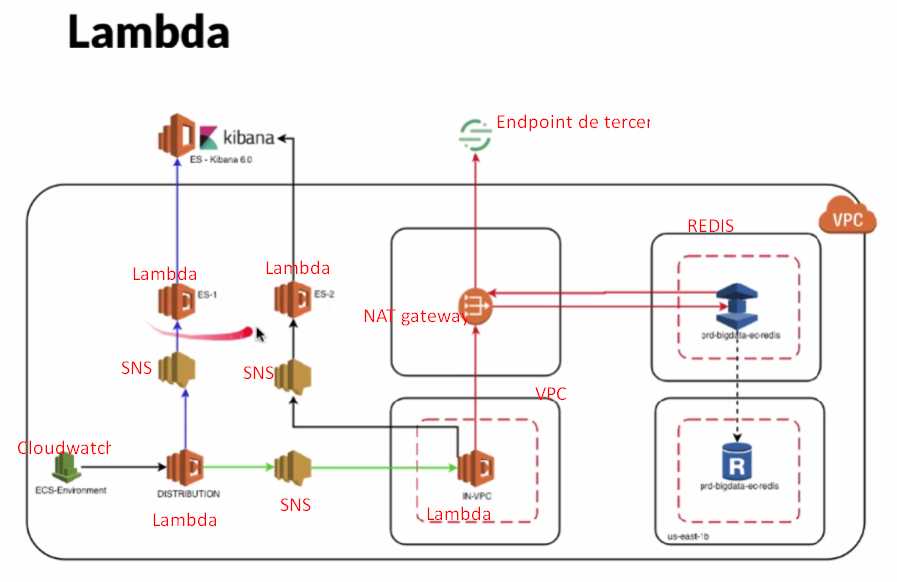 Lambda
kibana
ES - Kibana 6.0
Endpoint de tercer
VPC
REDIS
Lambda
ES-1
Lambda
ES-2
NAT gateway
prd-bigdata-ec-redis
SNS
SNS
VPC
Cloudwatch
ECS-Environment
DISTRIBUTION
Lambda
SNS
IN-VPC
Lambda
R
prd-bigdata-ec-redis
us-east-1b